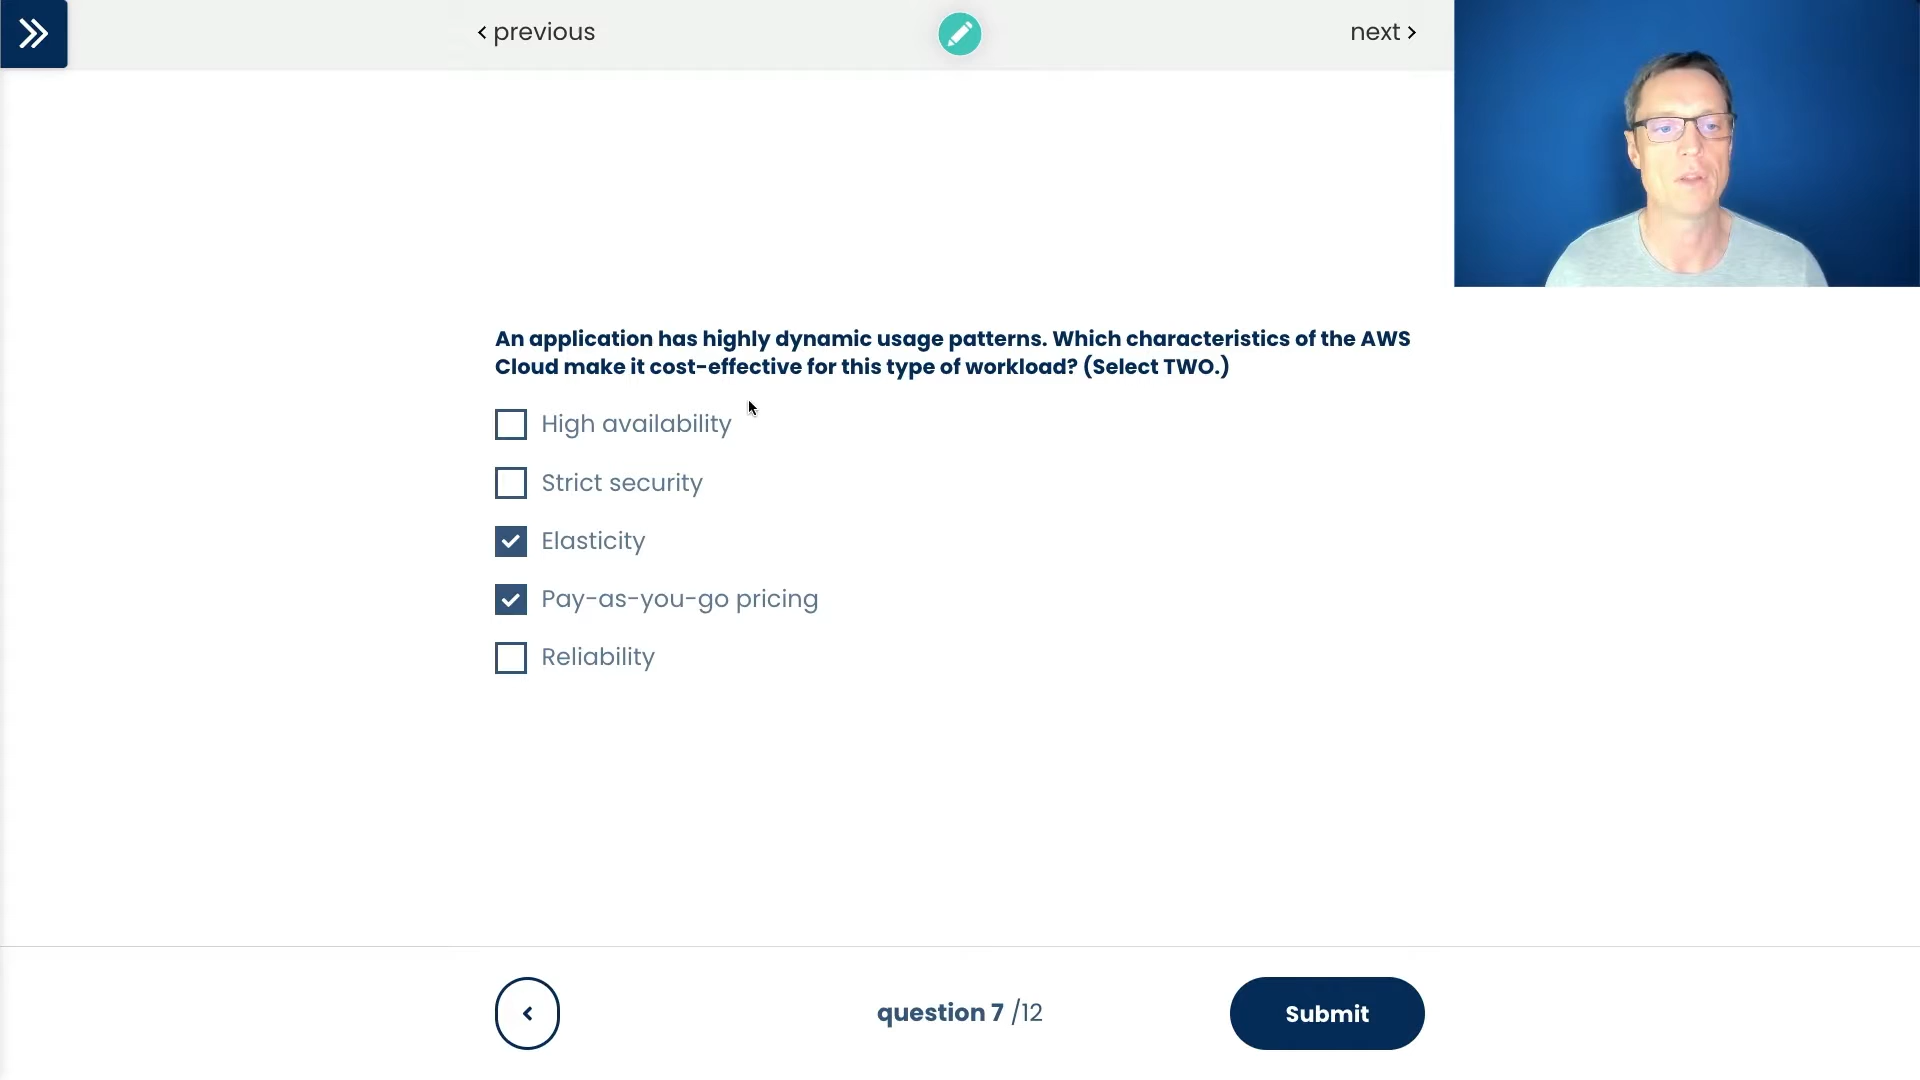 previous
next
An application has highly dynamic usage patterns. Which characteristics of the AWS
Cloud make it cost-effective for this type of workload? (Select TWO.)
High availability
Strict security
Elasticity
Pay-as-you-go pricing
Reliability
question 7 /12
Submit